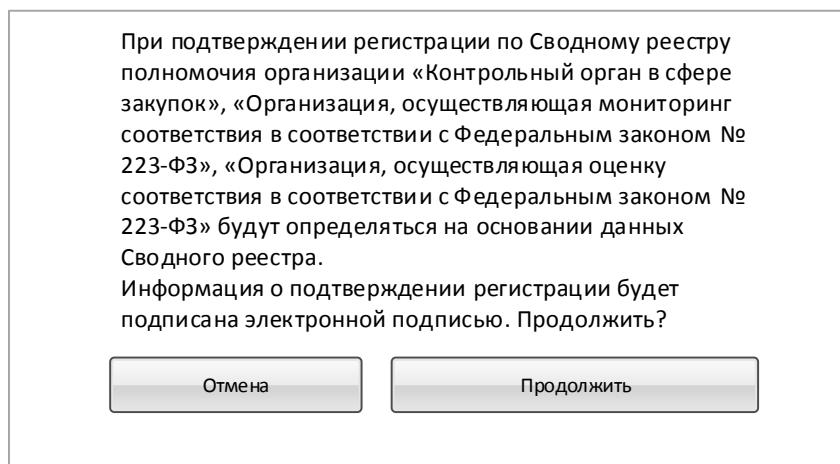 При подтверждении регистрации по Сводному реестру
полномочия организации «Контрольный орган в сфере
закупок», «Организация, осуществляющая мониторинг
соответствия в соответствии с Федеральным законом №
223-ФЗ», «Организация, осуществляющая оценку
соответствия в соответствии с Федеральным законом №
223-ФЗ» будут определяться на основании данных
Сводного реестра.
Информация о подтверждении регистрации будет
подписана электронной подписью. Продолжить?
Отмена
Продолжить